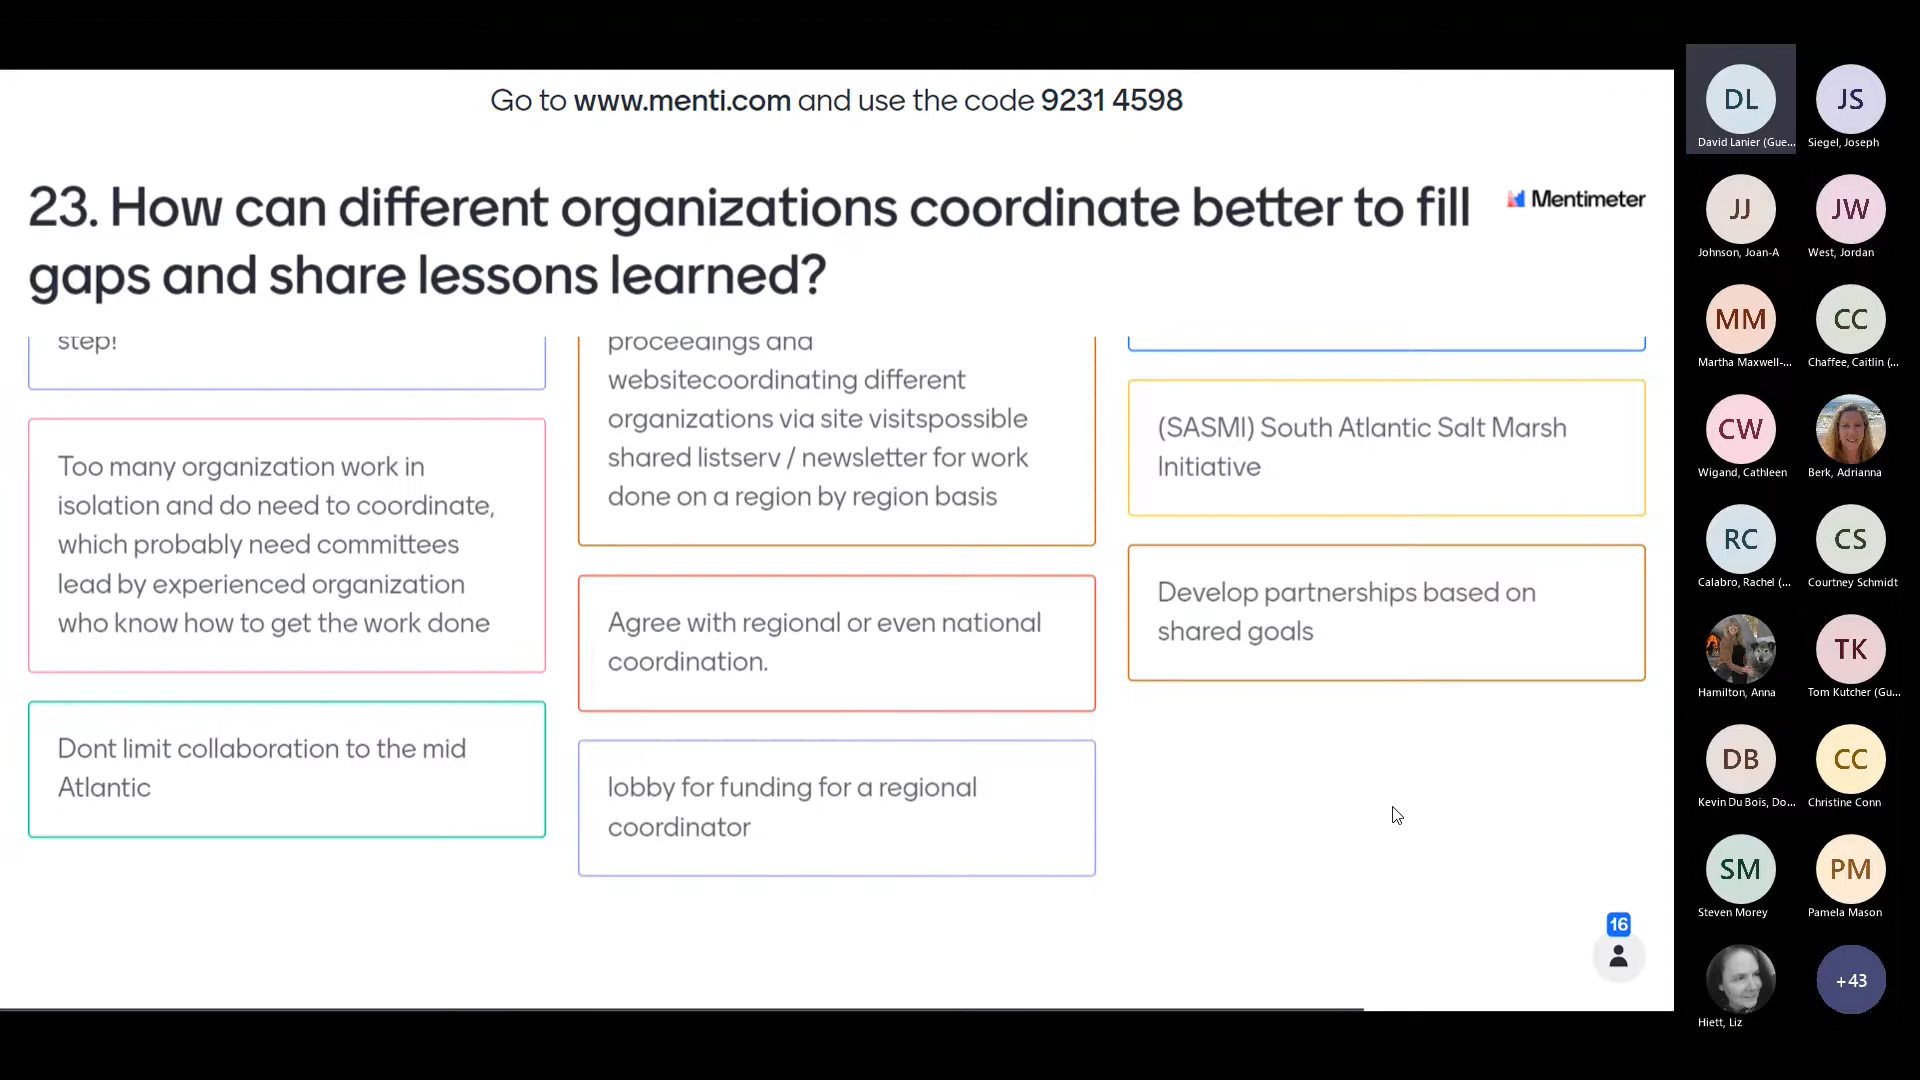 Go to www.menti.com and use the code 9231 4598
23. How can different organizations coordinate better to fill
gaps and share lessons learned?
Mentimeter
step!
Too many organization work in
isolation and do need to coordinate,
which probably need committees
lead by experienced organization
who know how to get the work done
Dont limit collaboration to the mid
Atlantic
proceedings and
websitecoordinating different
organizations via site visitspossible
shared listserv / newsletter for work
done on a region by region basis
Agree with regional or even national
coordination.
lobby for funding for a regional
coordinator
(SASMI) South Atlantic Salt Marsh
Initiative
Develop partnerships based on
shared goals
16
DL
David Lanier (Gue...
JS
Siegel, Joseph
JJ
Johnson, Joan-A
JW
West, Jordan
MM
Martha Maxwell-...
CC
Chaffee, Caitlin (...
CW
Wigand, Cathleen
Berk, Adrianna
RC
Calabro, Rachel (...
CS
Courtney Schmidt
Hamilton, Anna
TK
Tom Kutcher (Gu...
DB
Kevin Du Bois, Do...
CC
Christine Conn
SM
Steven Morey
PM
Pamela Mason
Hiett, Liz
+43